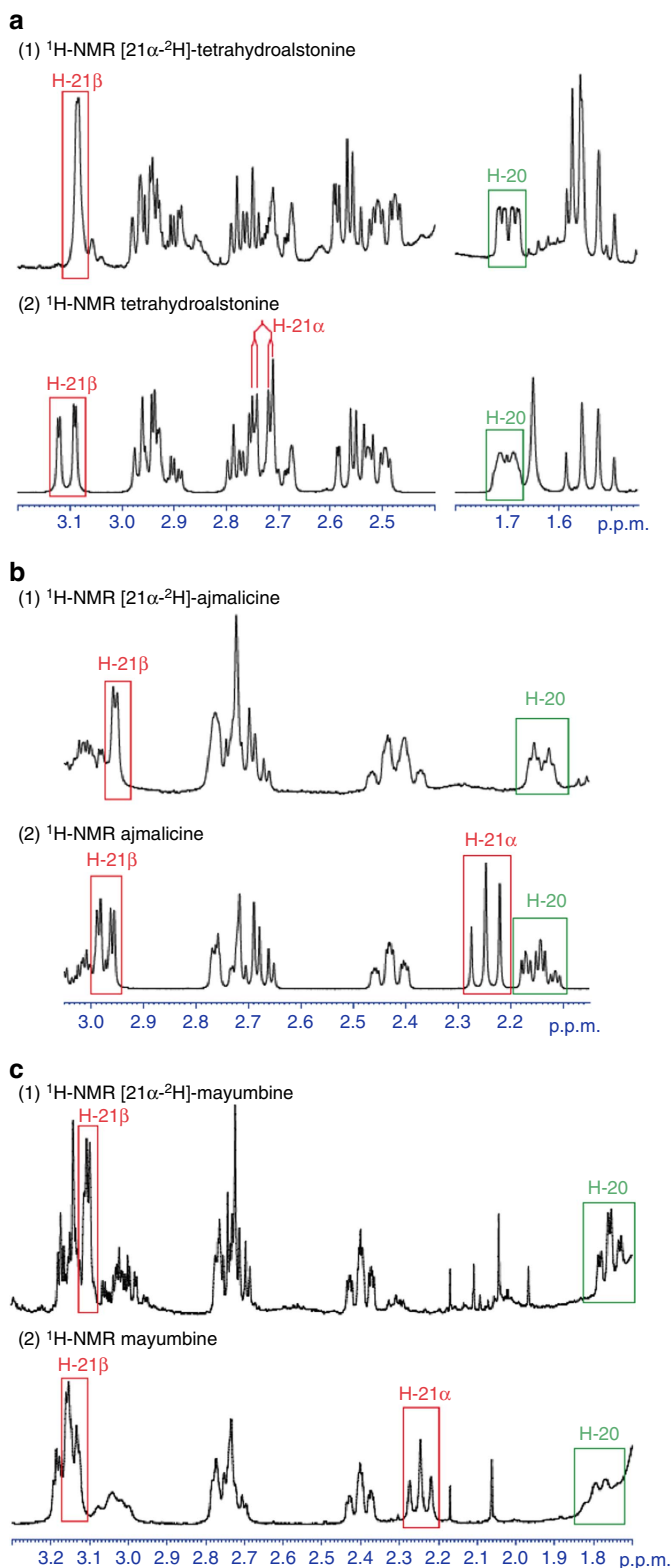 a
(1) ¹H-NMR [21α-²H]-tetrahydroalstonine
H-21β
H-20
(2) ¹H-NMR tetrahydroalstonine
H-21α
H-21β
H-20
3.1 3.0 2.9 2.8 2.7 2.6 2.5 1.7 1.6 p.p.m.
b
(1) ¹H-NMR [21α-²H]-ajmalicine
H-21β
H-20
(2) ¹H-NMR ajmalicine
H-21β H-21α
H-20
3.0 2.9 2.8 2.7 2.6 2.5 2.4 2.3 2.2 p.p.m.
c
(1) ¹H-NMR [21α-²H]-mayumbine
H-21β
H-20
(2) ¹H-NMR mayumbine
H-21β
H-21α
H-20
3.2 3.1 3.0 2.9 2.8 2.7 2.6 2.5 2.4 2.3 2.2 2.1 2.0 1.9 1.8 p.p.m.